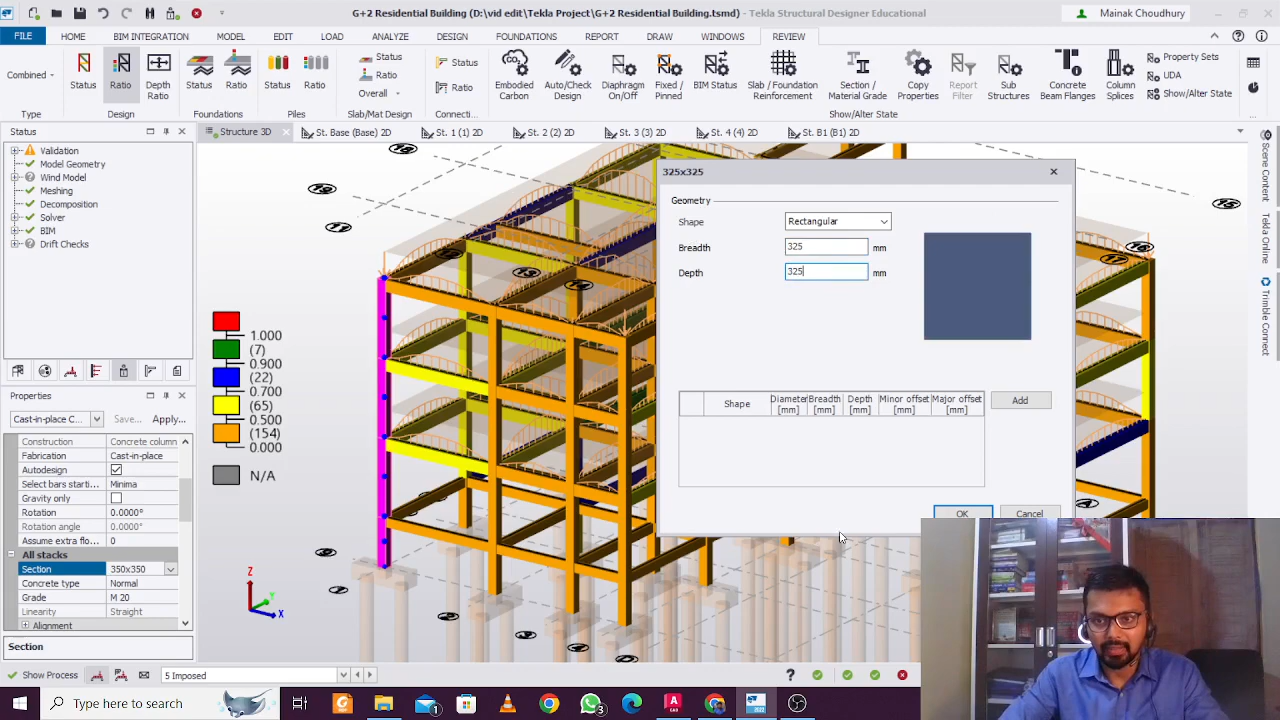 G+2 Residential Building (D:\vid edit\Tekla Project\G+2 Residential Building.tsmd) - Tekla Structural Designer Educational
Mainak Choudhury
FILE HOME BIM INTEGRATION MODEL EDIT LOAD ANALYZE DESIGN FOUNDATIONS REPORT DRAW WINDOWS REVIEW
Combined
Status Ratio Depth Ratio
Status Ratio
Status Ratio
Status
Ratio
Overall
Status
Ratio
Embodied Carbon
Auto/Check Design
Diaphragm On/Off
Fixed / Pinned
BIM Status
Slab / Foundation Reinforcement
Section / Material Grade
Copy Properties
Report Filter
Sub Structures
Concrete Beam Flanges
Column Splices
Property Sets
UDA
Show/Alter State
Type Design Foundations Piles Slab/Mat Design Connecti... Show/Alter State ...
Status
Structure 3D St. Base (Base) 2D St. 1 (1) 2D St. 2 (2) 2D St. 3 (3) 2D St. 4 (4) 2D St. B1 (B1) 2D
Validation
Model Geometry
Wind Model
Meshing
Decomposition
Solver
BIM
Drift Checks
1.000
(7)
0.900
(22)
0.700
(65)
0.500
(154)
0.000
N/A
13
14
17
16
A
Z
Y
X
325x325
Geometry
Shape Rectangular
Breadth 325 mm
Depth 325 mm
Shape Diameter [mm] Breadth [mm] Depth [mm] Minor offset [mm] Major offset [mm]
Add
OK Cancel
Properties
Cast-in-place C... Save... Apply...
Construction Concrete column
Fabrication Cast-in-place
Autodesign
Select bars starti... Minima
Gravity only
Rotation 0.0000°
Rotation angle 0.0000°
Assume extra flo... 0
All stacks
Section 350x350
Concrete type Normal
Grade M 20
Linearity Straight
Alignment
Section
Tekla Online Services
Trimble Connect
Show Process
5 Imposed
Type here to search
1
3
2022